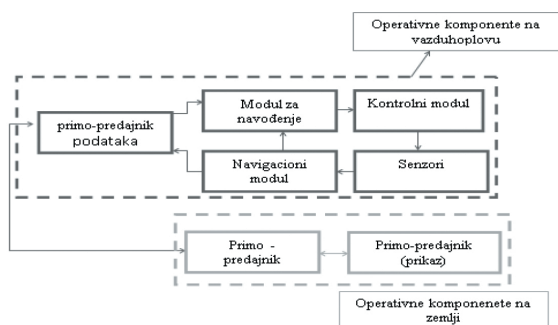 Operativne komponente na
vazduhoplovu
primo-predajnik
podataka
Modul za
navođenje
Kontrolni modul
Navigacioni
modul
Senzori
Primo -
predajnik
Primo-predajnik
(prikaz)
Operativne komponenete na
zemlji